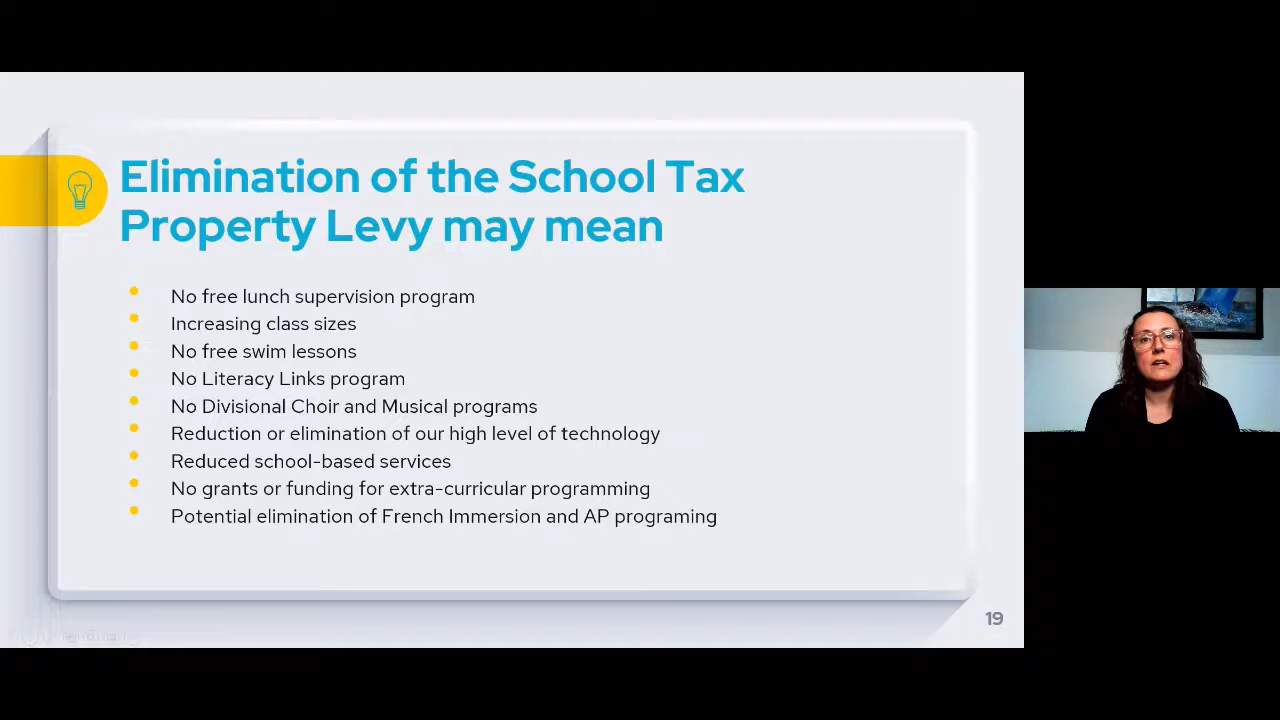 Elimination of the School Tax
Property Levy may mean
No free lunch supervision program
Increasing class sizes
No free swim lessons
No Literacy Links program
No Divisional Choir and Musical programs
Reduction or elimination of our high level of technology
Reduced school-based services
No grants or funding for extra-curricular programming
Potential elimination of French Immersion and AP programing
19